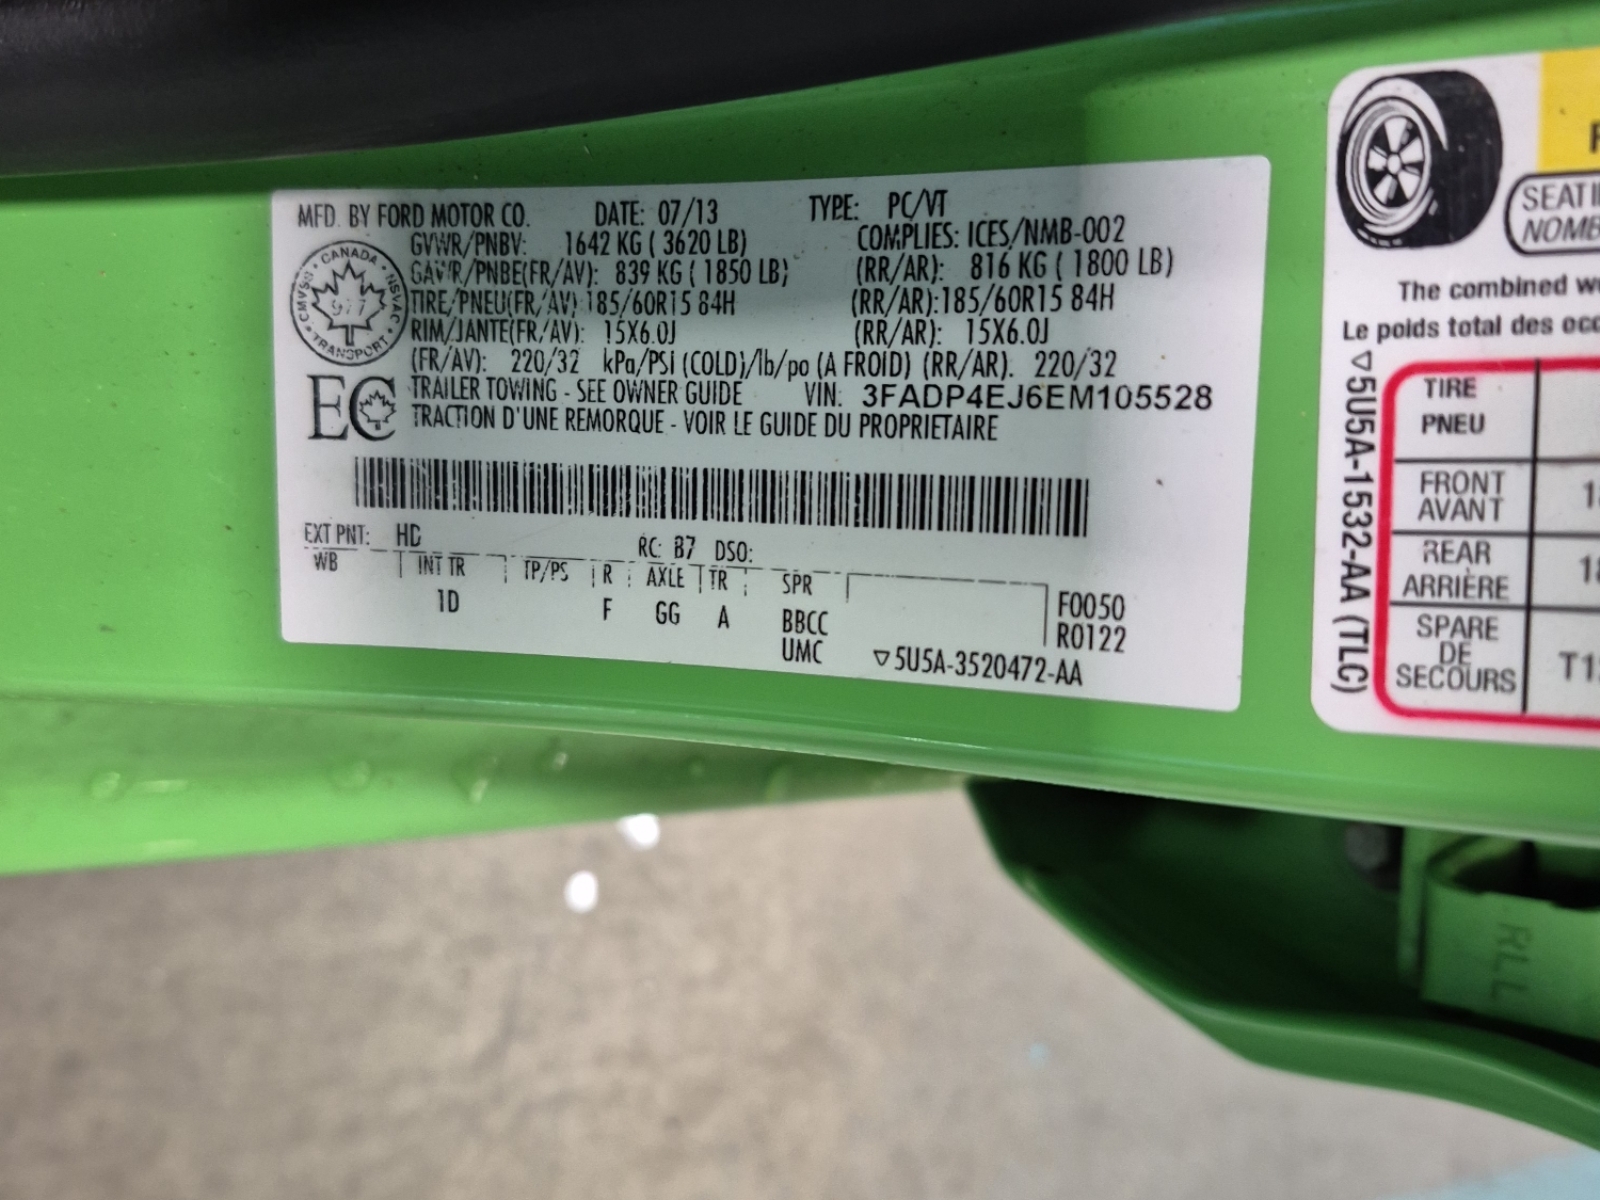 MFD. BY FORD MOTOR CO. DATE: 07/13 TYPE: PC/VT
GVWR/PNBV: 1642 KG ( 3620 LB) COMPLIES: ICES/NMB-002
GAWR/PNBE(FR/AV): 839 KG ( 1850 LB) (RR/AR): 816 KG ( 1800 LB)
TIRE/PNEU(FR/AV) 185/60R15 84H (RR/AR):185/60R15 84H
RIM/JANTE(FR/AV): 15X6.0J (RR/AR): 15X6.0J
(FR/AV): 220/32 kPa/PSI (COLD)/lb/po (A FROID) (RR/AR). 220/32
TRAILER TOWING - SEE OWNER GUIDE VIN: 3FADP4EJ6EM105528
TRACTION D'UNE REMORQUE - VOIR LE GUIDE DU PROPRIETAIRE
CANADA
CMVSS NSVAC
977
TRANSPORT
EC
EXT PNT: HD RC: B7 DSO:
WB INT TR TP/PS R AXLE TR SPR
1D F GG A BBCC
UMC
F0050
R0122
5U5A-3520472-AA
SEATI
NOMB
The combined we
Le poids total des occ
5U5A-1532-AA (TLC)
TIRE
PNEU
FRONT
AVANT
REAR
ARRIÈRE
SPARE
DE
SECOURS
T1
RLL